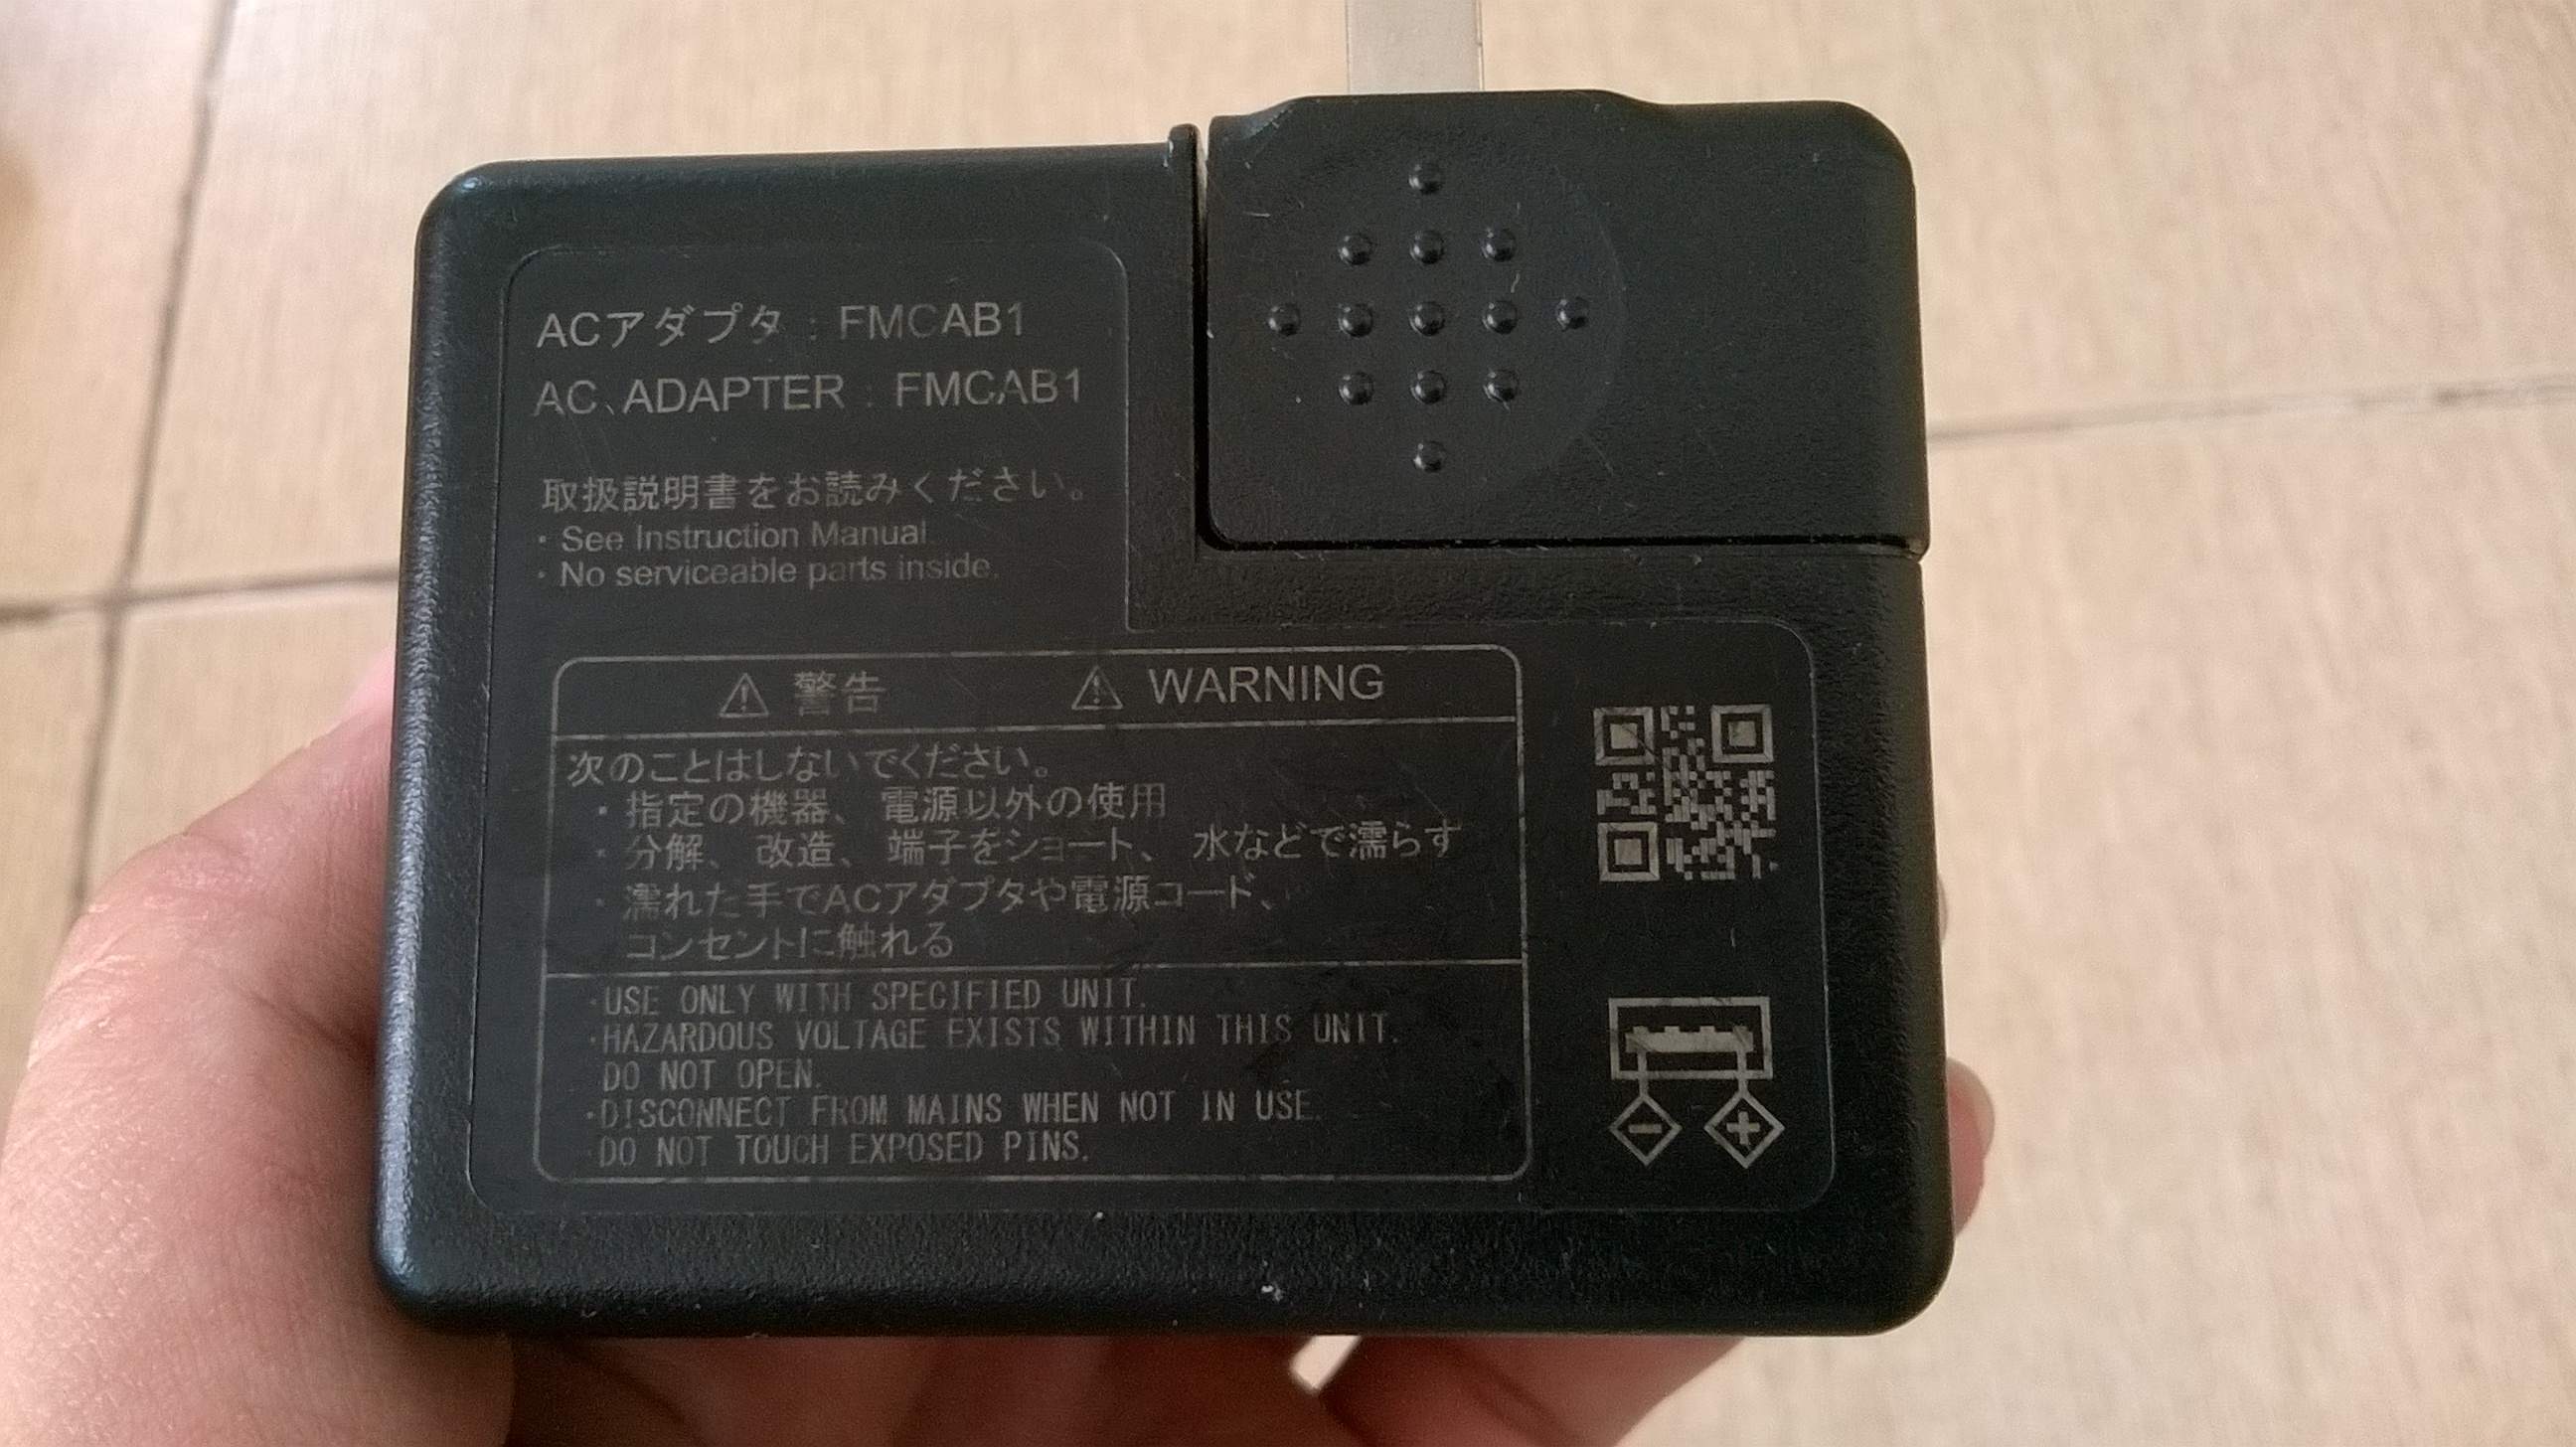 ACアダプタ : FMCAB1
AC ADAPTER : FMCAB1
取扱説明書をお読みください。
・See Instruction Manual
・No serviceable parts inside.
⚠ 警告 ⚠ WARNING
次のことはしないでください。
・指定の機器、電源以外の使用
・分解、改造、端子をショート、水などで濡らす
・濡れた手でACアダプタや電源コード、
コンセントに触れる
・USE ONLY WITH SPECIFIED UNIT.
・HAZARDOUS VOLTAGE EXISTS WITHIN THIS UNIT.
DO NOT OPEN.
・DISCONNECT FROM MAINS WHEN NOT IN USE.
・DO NOT TOUCH EXPOSED PINS.
- +